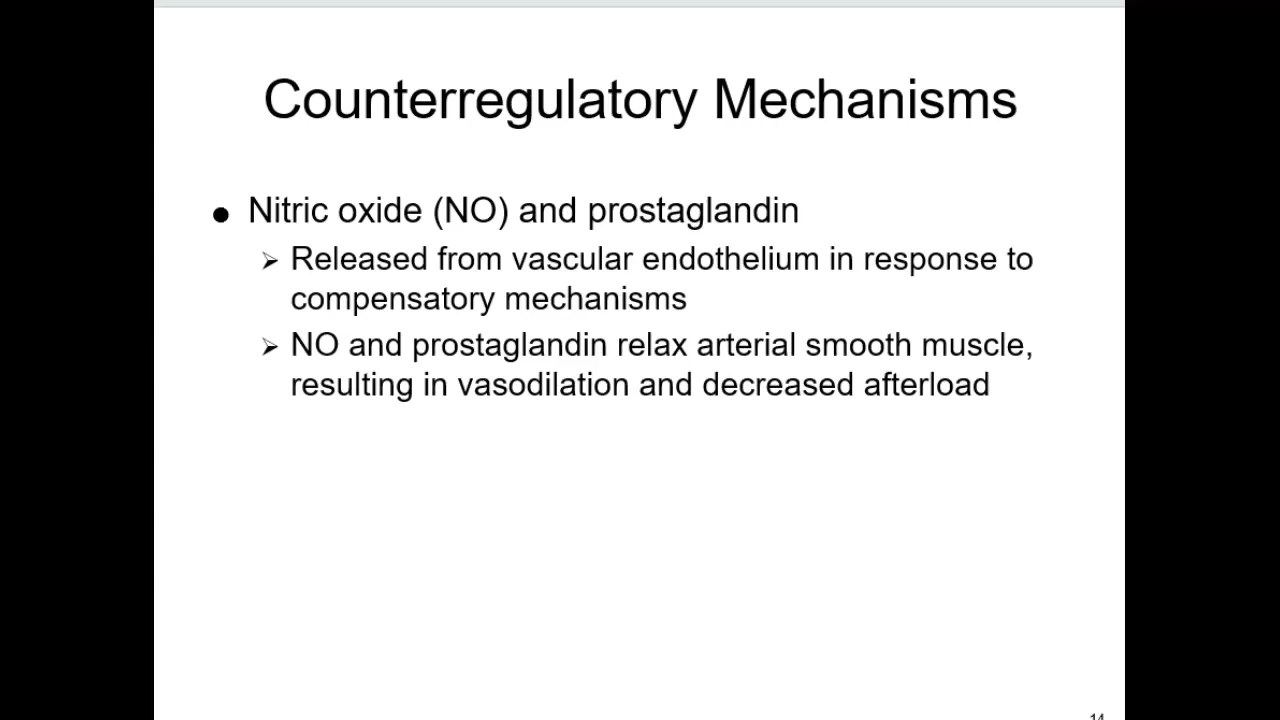 Counterregulatory Mechanisms
● Nitric oxide (NO) and prostaglandin
➢ Released from vascular endothelium in response to
compensatory mechanisms
➢ NO and prostaglandin relax arterial smooth muscle,
resulting in vasodilation and decreased afterload
14